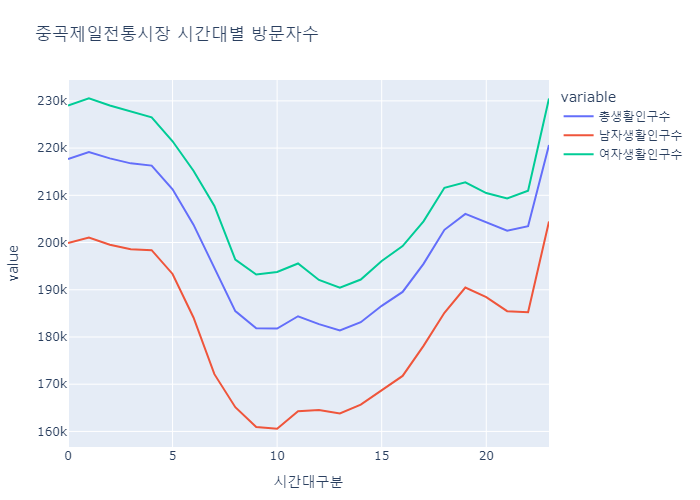 중곡제일전통시장 시간대별 방문자수
variable
총생활인구수
남자생활인구수
여자생활인구수
value
230k
220k
210k
200k
190k
180k
170k
160k
0
5
10
15
20
시간대구분